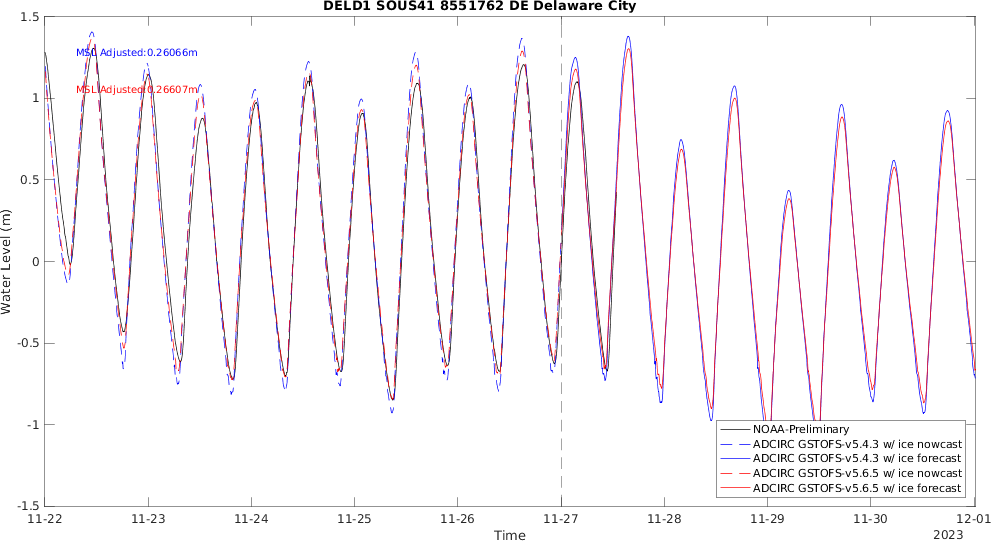 DELD1 SOUS41 8551762 DE Delaware City
1.5
MSL Adjusted:0.26066m
MSL Adjusted:0.26607m
1
0.5
0
-0.5
-1
-1.5
Water Level (m)
NOAA-Preliminary
ADCIRC GSTOFS-v5.4.3 w/ ice nowcast
ADCIRC GSTOFS-v5.4.3 w/ ice forecast
ADCIRC GSTOFS-v5.6.5 w/ ice nowcast
ADCIRC GSTOFS-v5.6.5 w/ ice forecast
11-22 11-23 11-24 11-25 11-26 11-27 11-28 11-29 11-30 12-01
Time
2023